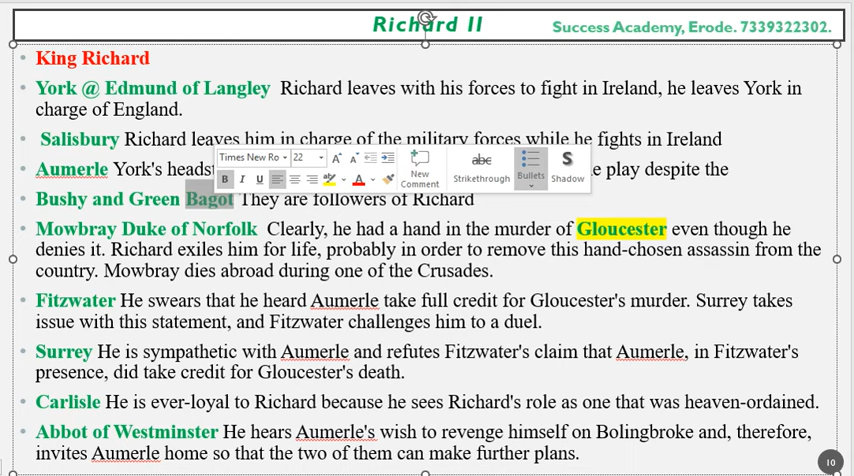 Richard II
Success Academy, Erode. 7339322302.
• King Richard
• York @ Edmund of Langley Richard leaves with his forces to fight in Ireland, he leaves York in
charge of England.
• Salisbury Richard leaves him in charge of the military forces while he fights in Ireland
• Aumerle York's headst
e play despite the
Times New Ro 22
New
Comment
abc
Strikethrough
Bullets
S
Shadow
B I U
• Bushy and Green Bagot They are followers of Richard
• Mowbray Duke of Norfolk Clearly, he had a hand in the murder of Gloucester even though he
denies it. Richard exiles him for life, probably in order to remove this hand-chosen assassin from the
country. Mowbray dies abroad during one of the Crusades.
• Fitzwater He swears that he heard Aumerle take full credit for Gloucester's murder. Surrey takes
issue with this statement, and Fitzwater challenges him to a duel.
• Surrey He is sympathetic with Aumerle and refutes Fitzwater's claim that Aumerle, in Fitzwater's
presence, did take credit for Gloucester's death.
• Carlisle He is ever-loyal to Richard because he sees Richard's role as one that was heaven-ordained.
• Abbot of Westminster He hears Aumerle's wish to revenge himself on Bolingbroke and, therefore,
invites Aumerle home so that the two of them can make further plans.
10